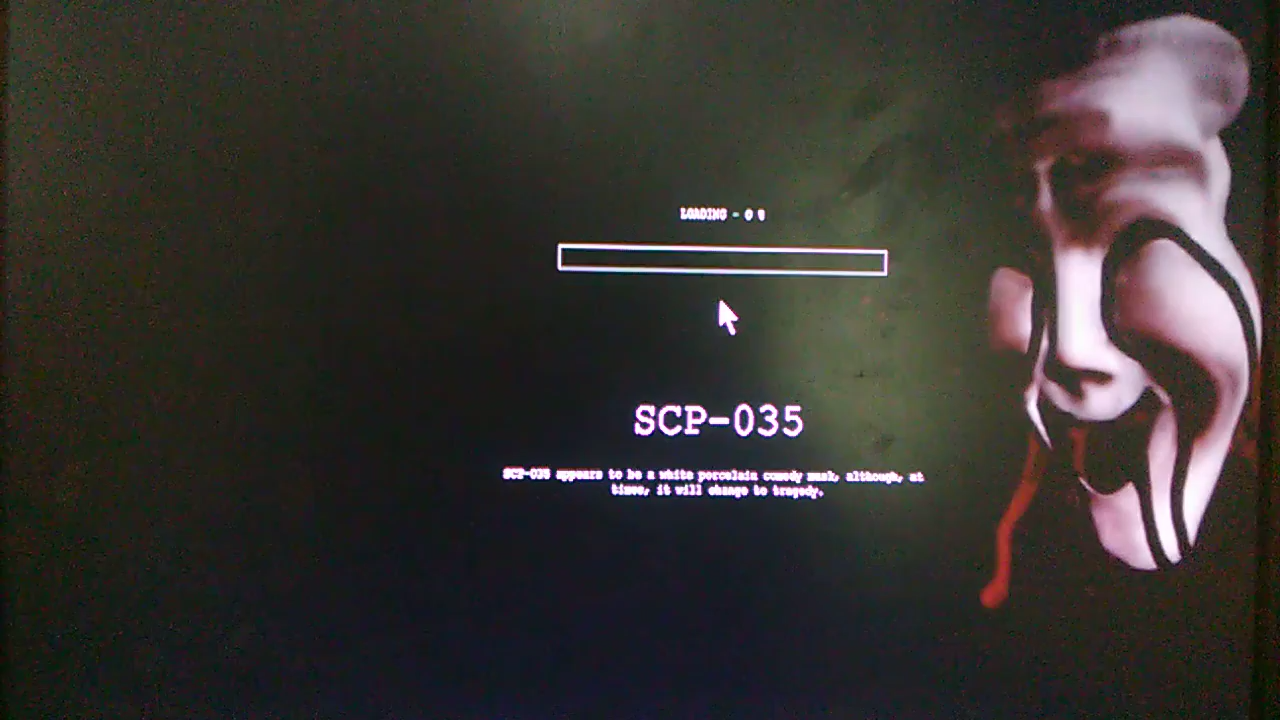 LOADING - 0 %
SCP-035
SCP-035 appears to be a white porcelain comedy mask, although, at
times, it will change to tragedy.